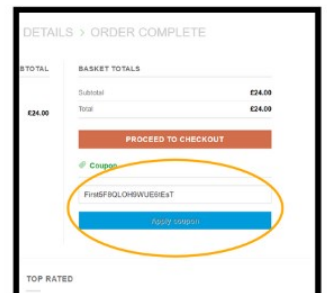 DETAILS > ORDER COMPLETE
BTOTAL
BASKET TOTALS
Subtotal £24.00
£24.00
Total £24.00
PROCEED TO CHECKOUT
Coupon
Apply coupon
TOP RATED